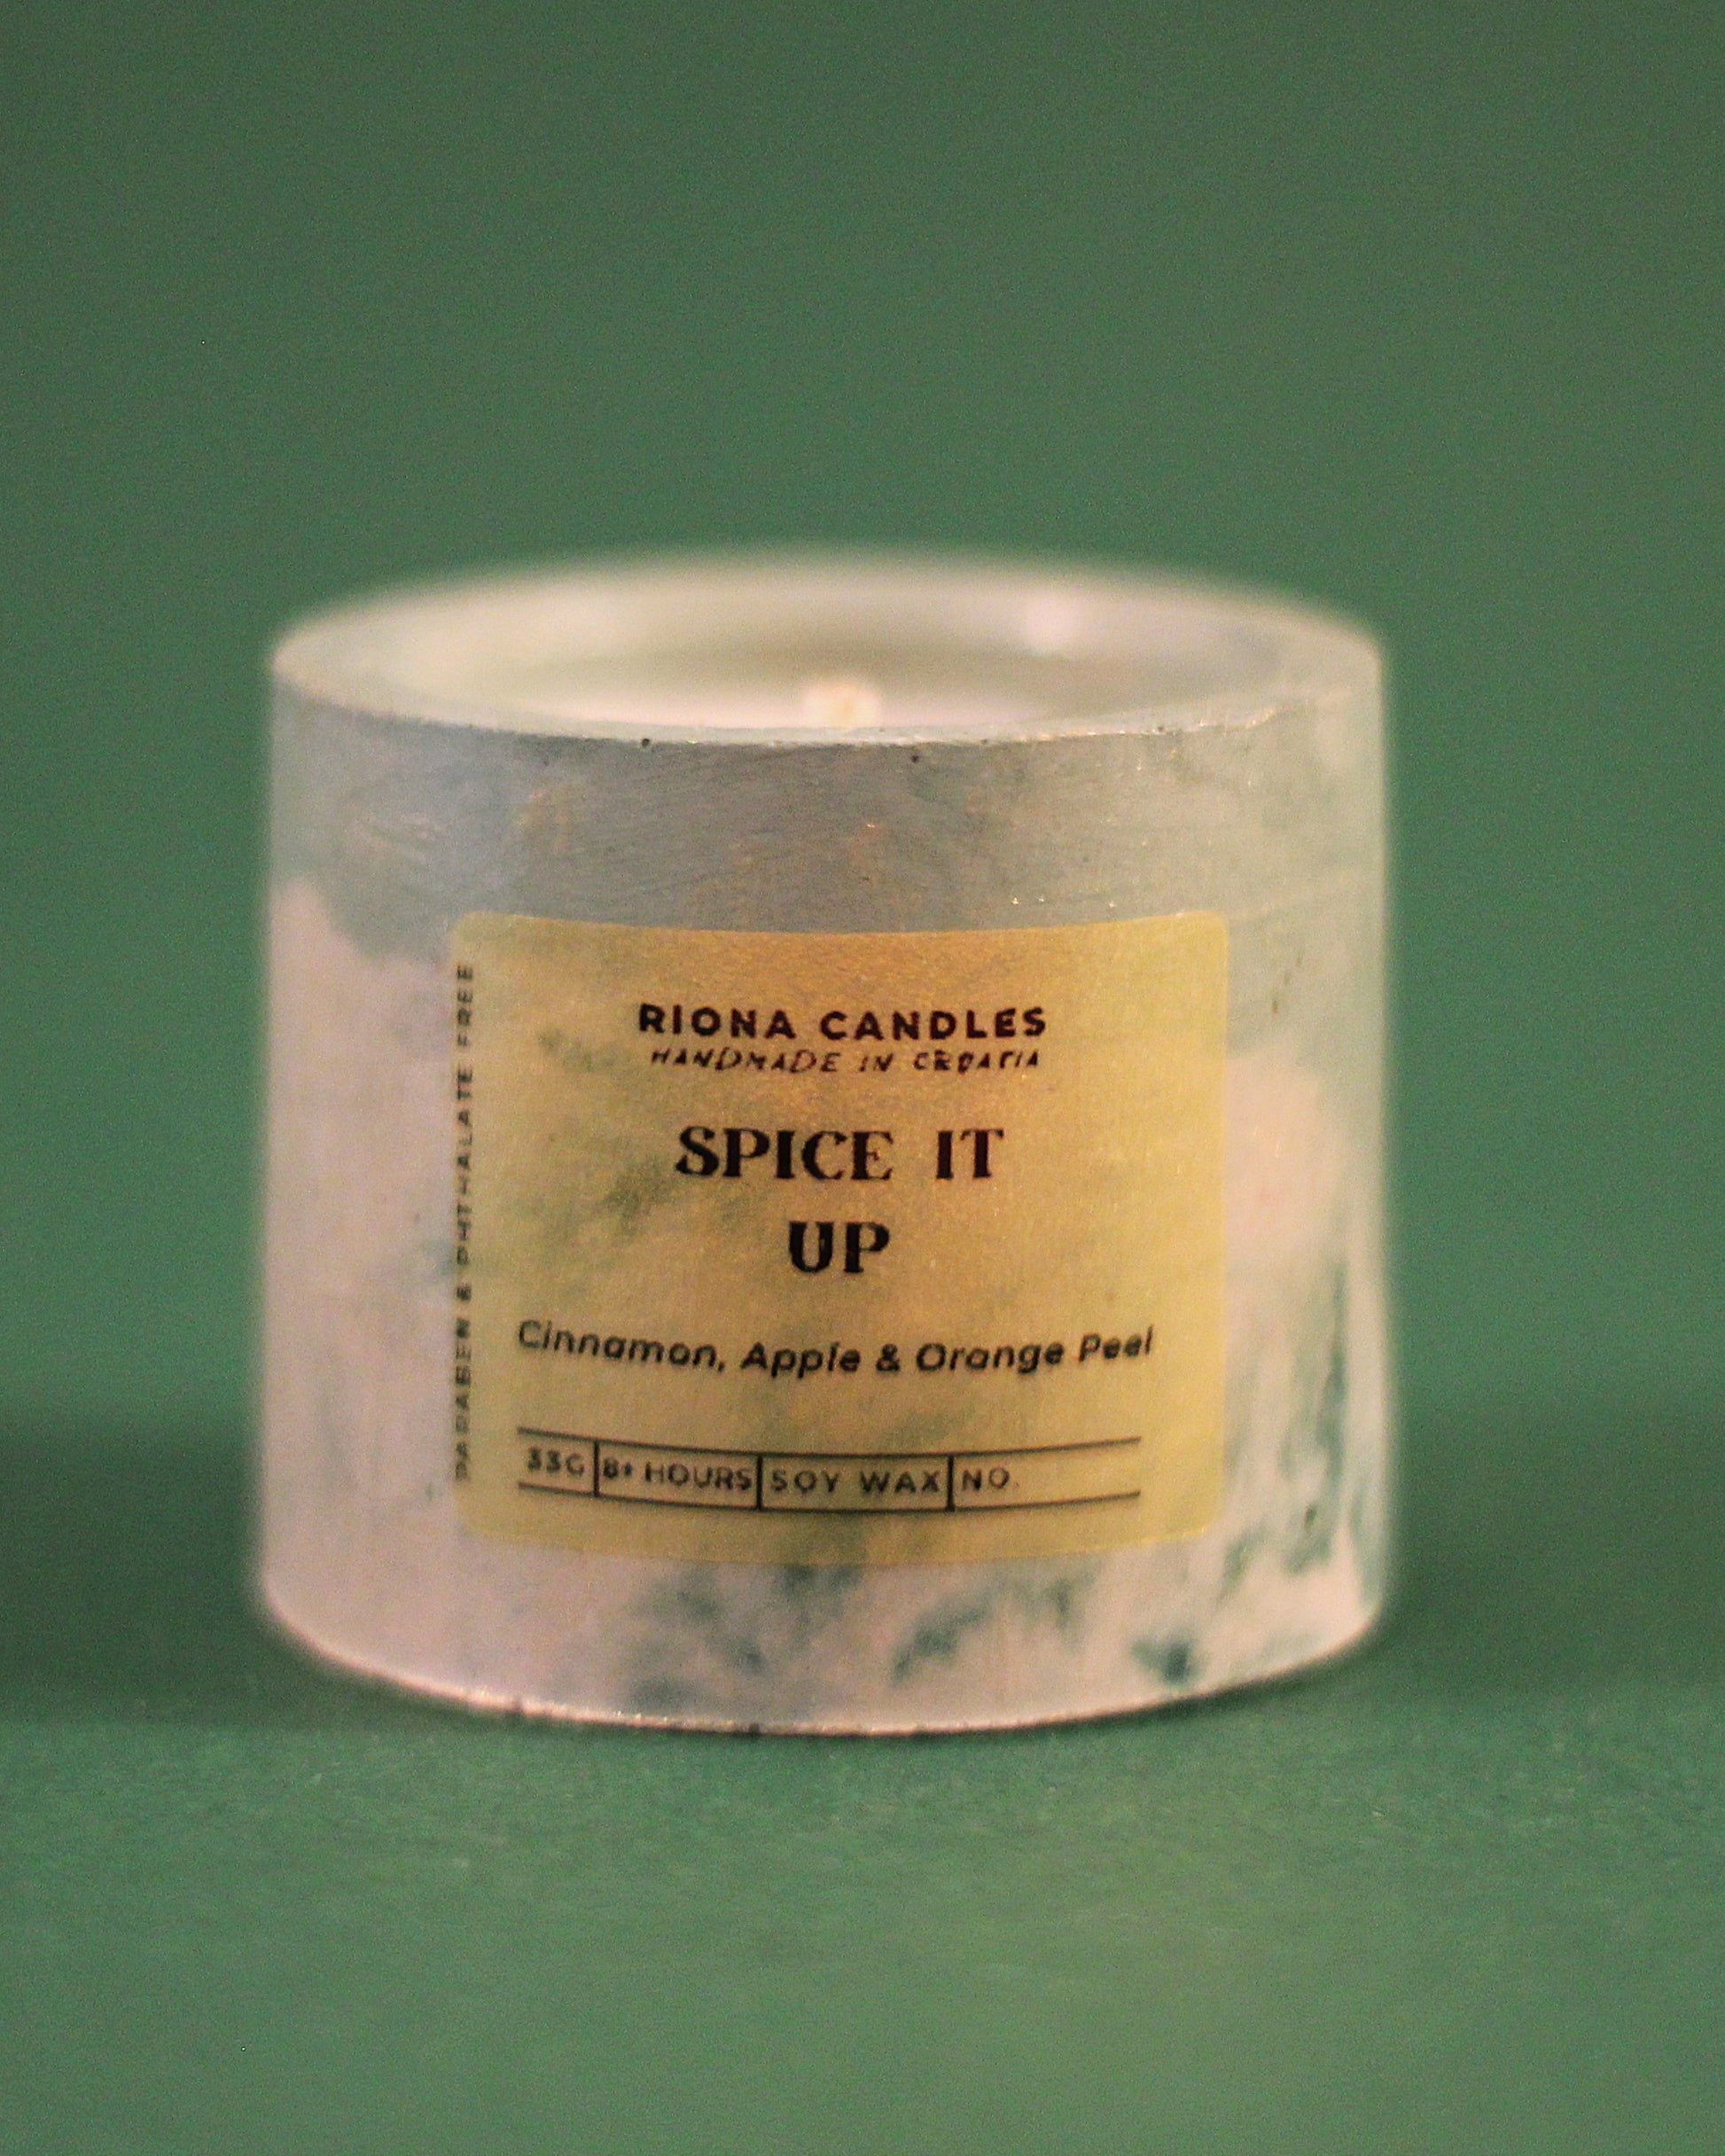 RIONA CANDLES
HANDMADE IN CROATIA
SPICE IT
UP
Cinnamon, Apple & Orange Peel
33G 8+ HOURS SOY WAX NO.
PARABEN & PHTHALATE FREE